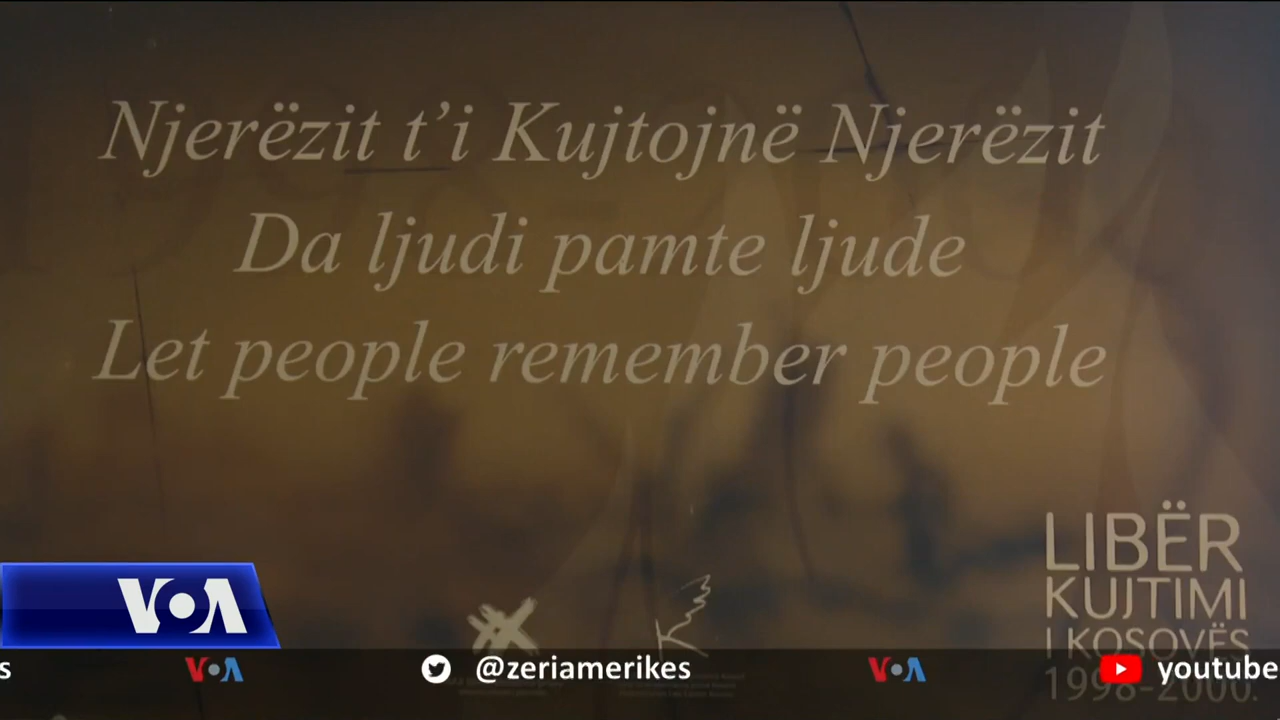 Njerëzit t'i Kujtojnë Njerëzit
Da ljudi pamte ljude
Let people remember people
LIBËR
KUJTIMI
I KOSOVËS
1998-2000.
VOA
s VOA @zeriamerikes VOA youtube